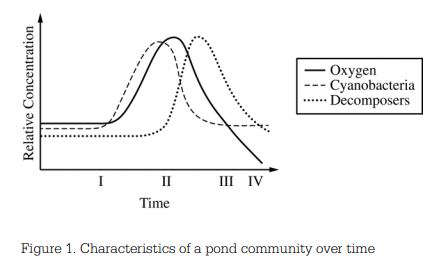 Relative Concentration
Oxygen
Cyanobacteria
Decomposers
I II III IV
Time
Figure 1. Characteristics of a pond community over time